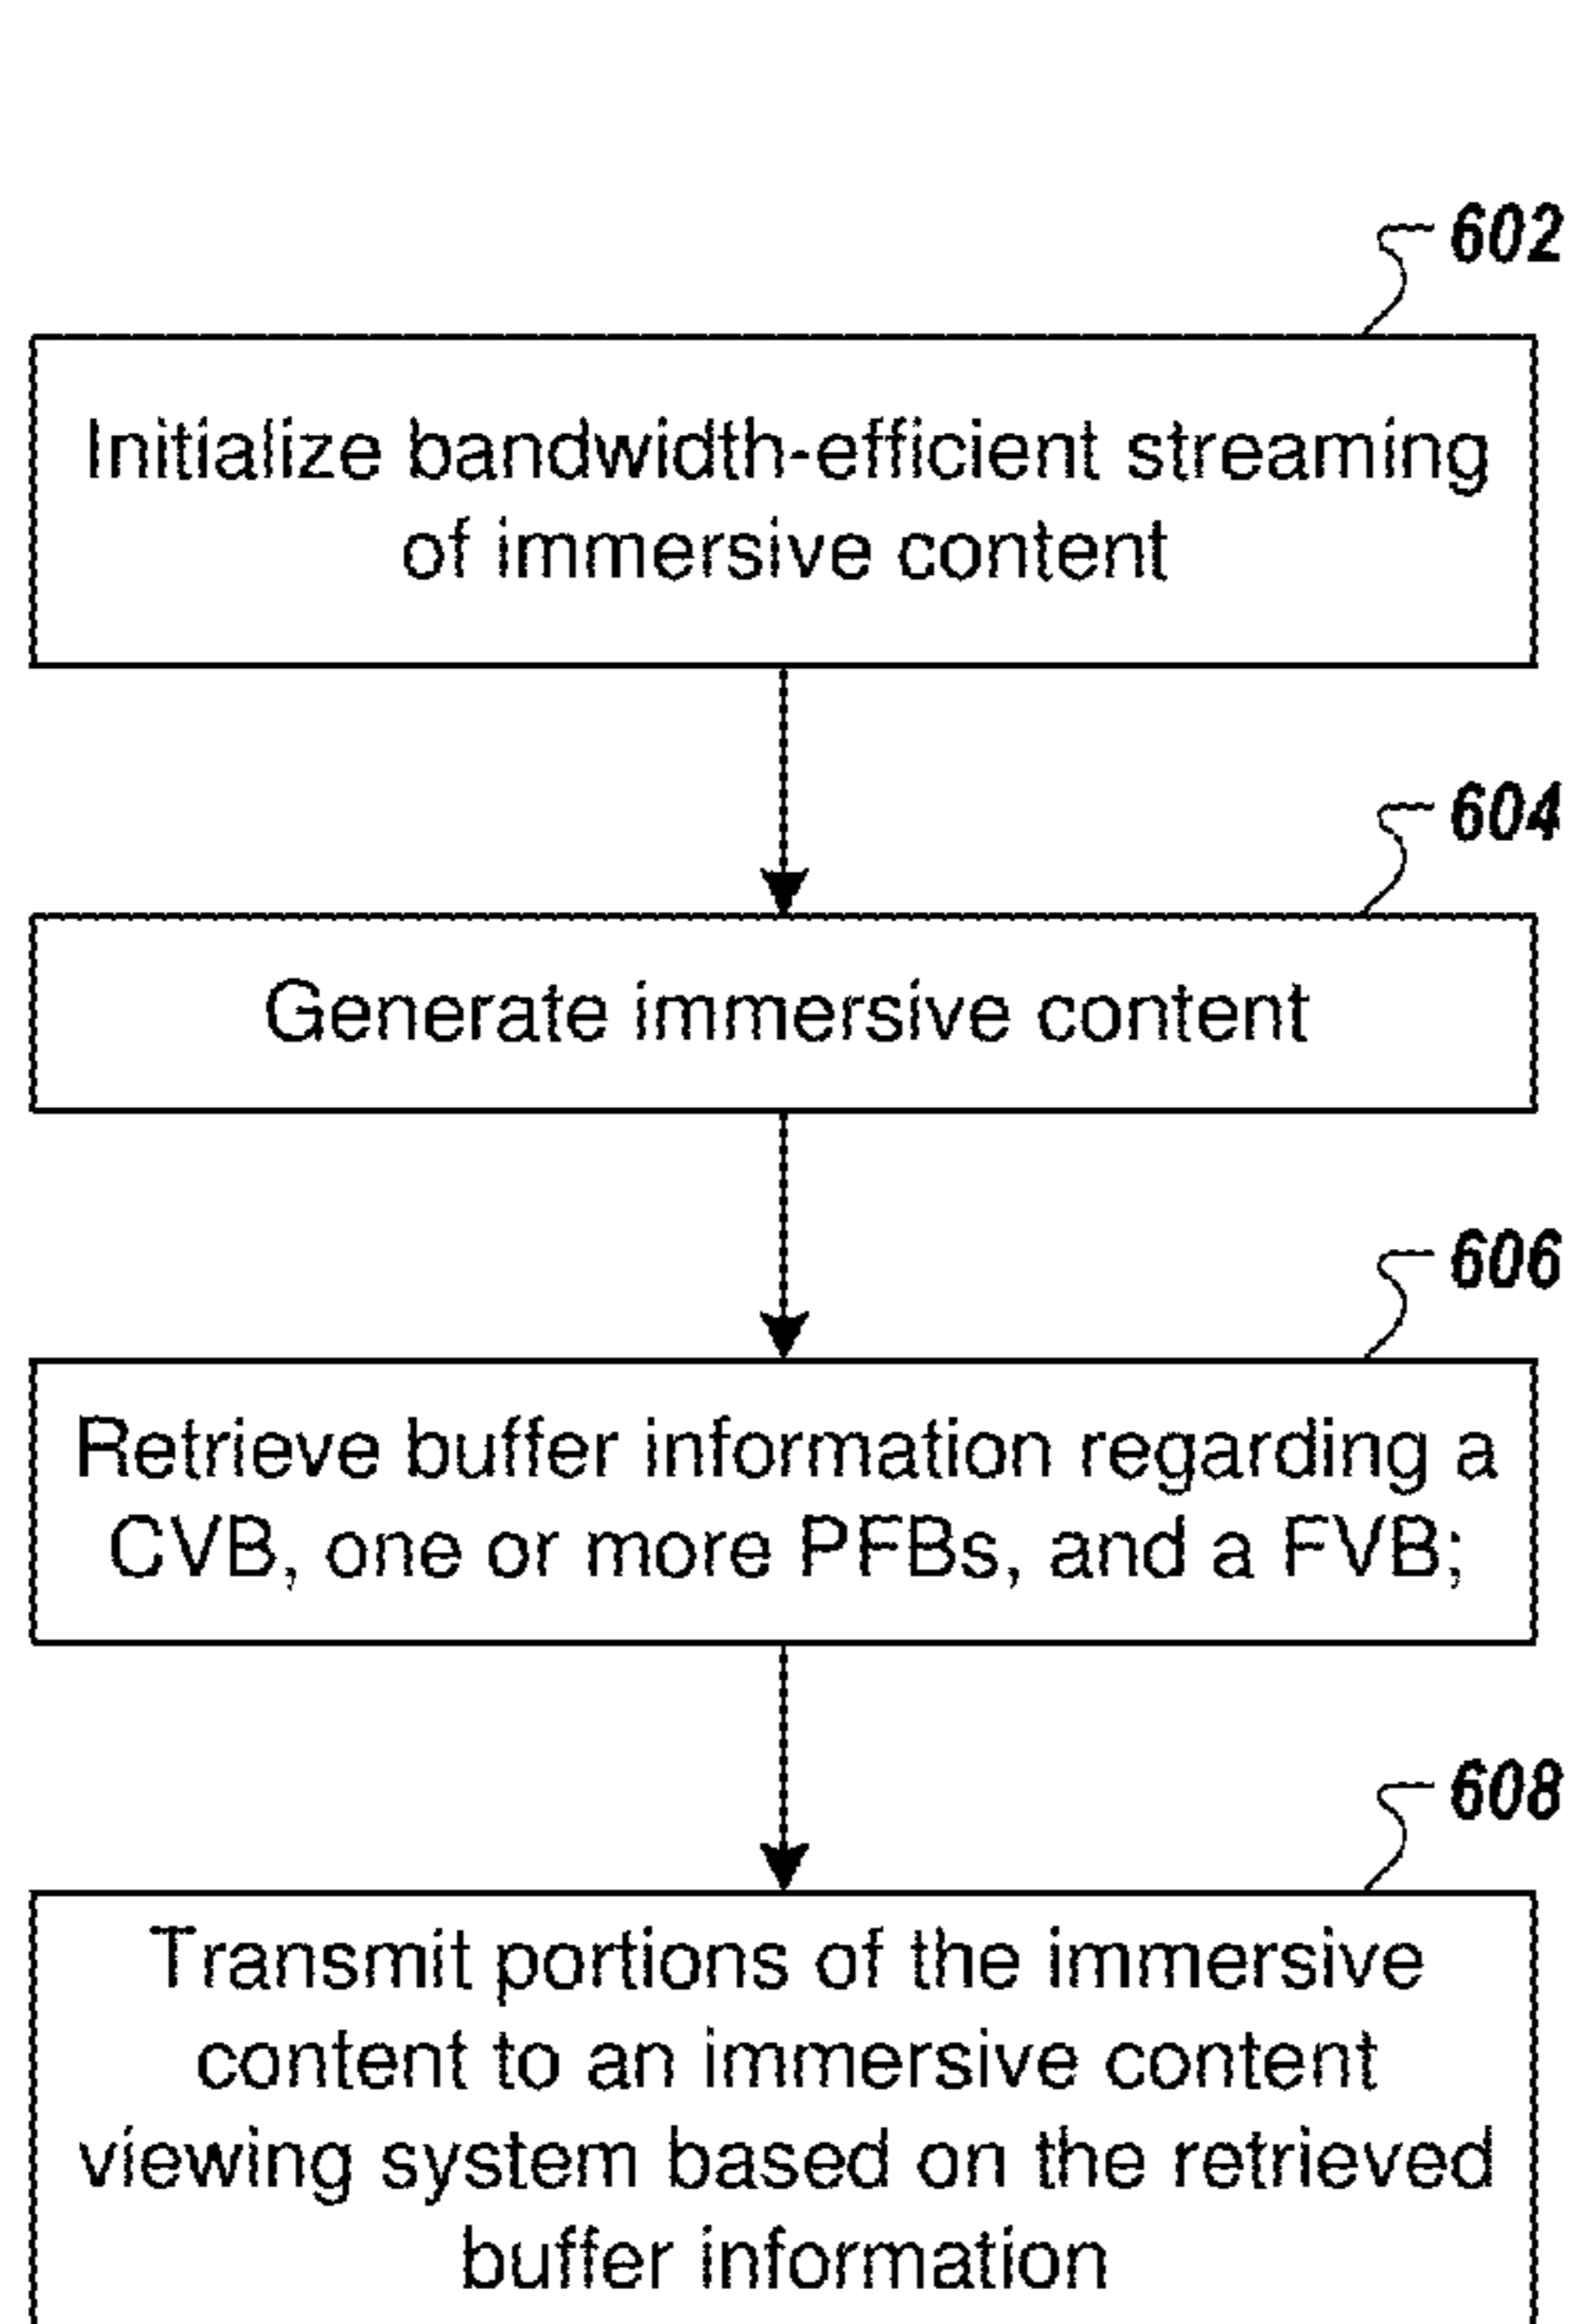 602
Initialize bandwidth-efficient streaming
of immersive content
604
Generate immersive content
606
Retrieve buffer information regarding a
CVB, one or more PFBs, and a FVB;
608
Transmit portions of the immersive
content to an immersive content
viewing system based on the retrieved
buffer information